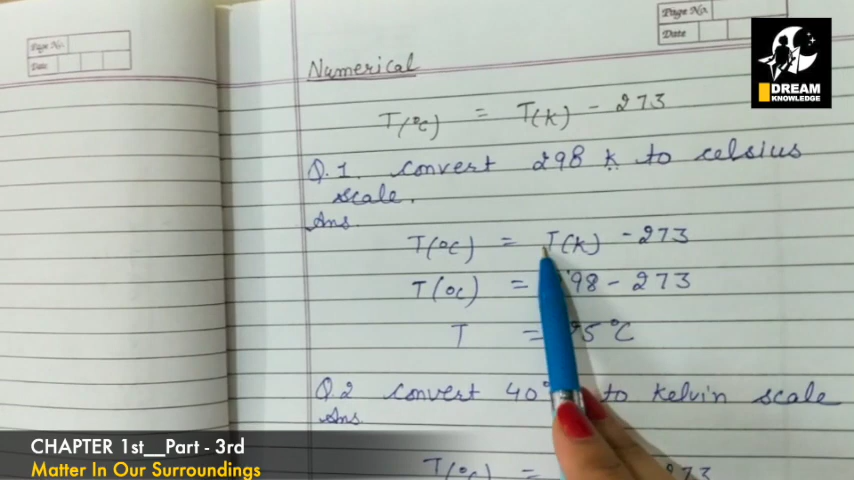 Page No.
Date
Page No.
Date
DREAM
KNOWLEDGE
Numerical
T(°C) = T(K) - 273
Q.1. convert 298 K to celsius
scale.
Ans.
T(°C) = T(K) - 273
T(°C) = 98 - 273
T = 5°C
Q.2 convert 40° to kelvin scale
Ans.
T(°C) = 273
CHAPTER 1st__Part - 3rd
Matter In Our Surroundings